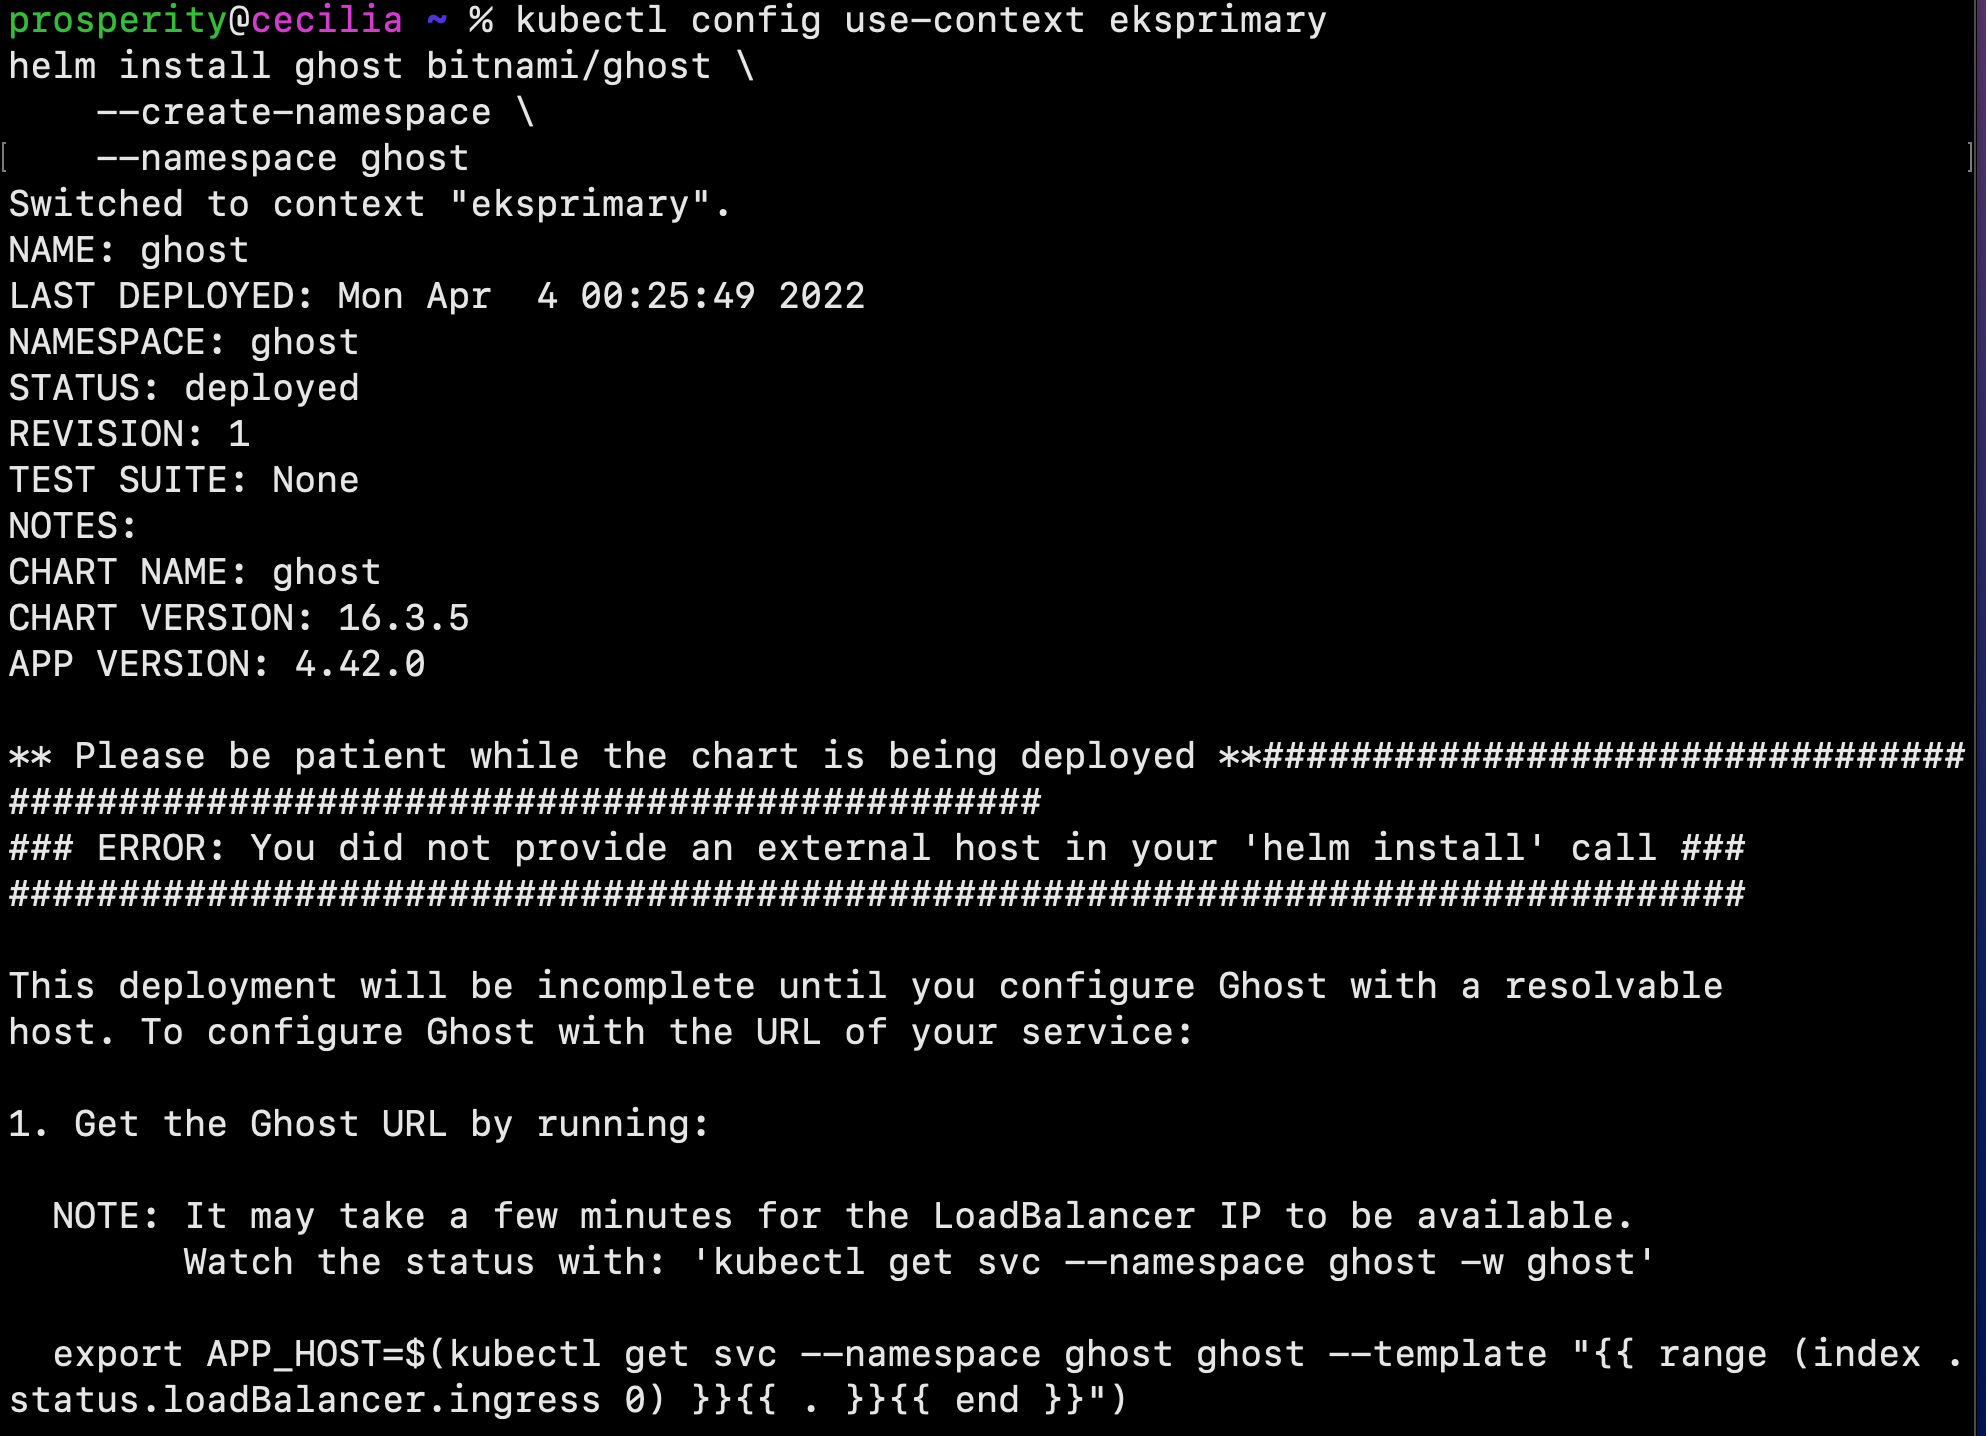 prosperity@cecilia ~ % kubectl config use-context eksprimary
helm install ghost bitnami/ghost \
    --create-namespace \
[    --namespace ghost ]
Switched to context "eksprimary".
NAME: ghost
LAST DEPLOYED: Mon Apr  4 00:25:49 2022
NAMESPACE: ghost
STATUS: deployed
REVISION: 1
TEST SUITE: None
NOTES:
CHART NAME: ghost
CHART VERSION: 16.3.5
APP VERSION: 4.42.0

** Please be patient while the chart is being deployed **################################
###############################################
### ERROR: You did not provide an external host in your 'helm install' call ###
###############################################################################

This deployment will be incomplete until you configure Ghost with a resolvable
host. To configure Ghost with the URL of your service:

1. Get the Ghost URL by running:

  NOTE: It may take a few minutes for the LoadBalancer IP to be available.
        Watch the status with: 'kubectl get svc --namespace ghost -w ghost'

  export APP_HOST=$(kubectl get svc --namespace ghost ghost --template "{{ range (index .
status.loadBalancer.ingress 0) }}{{ . }}{{ end }}")